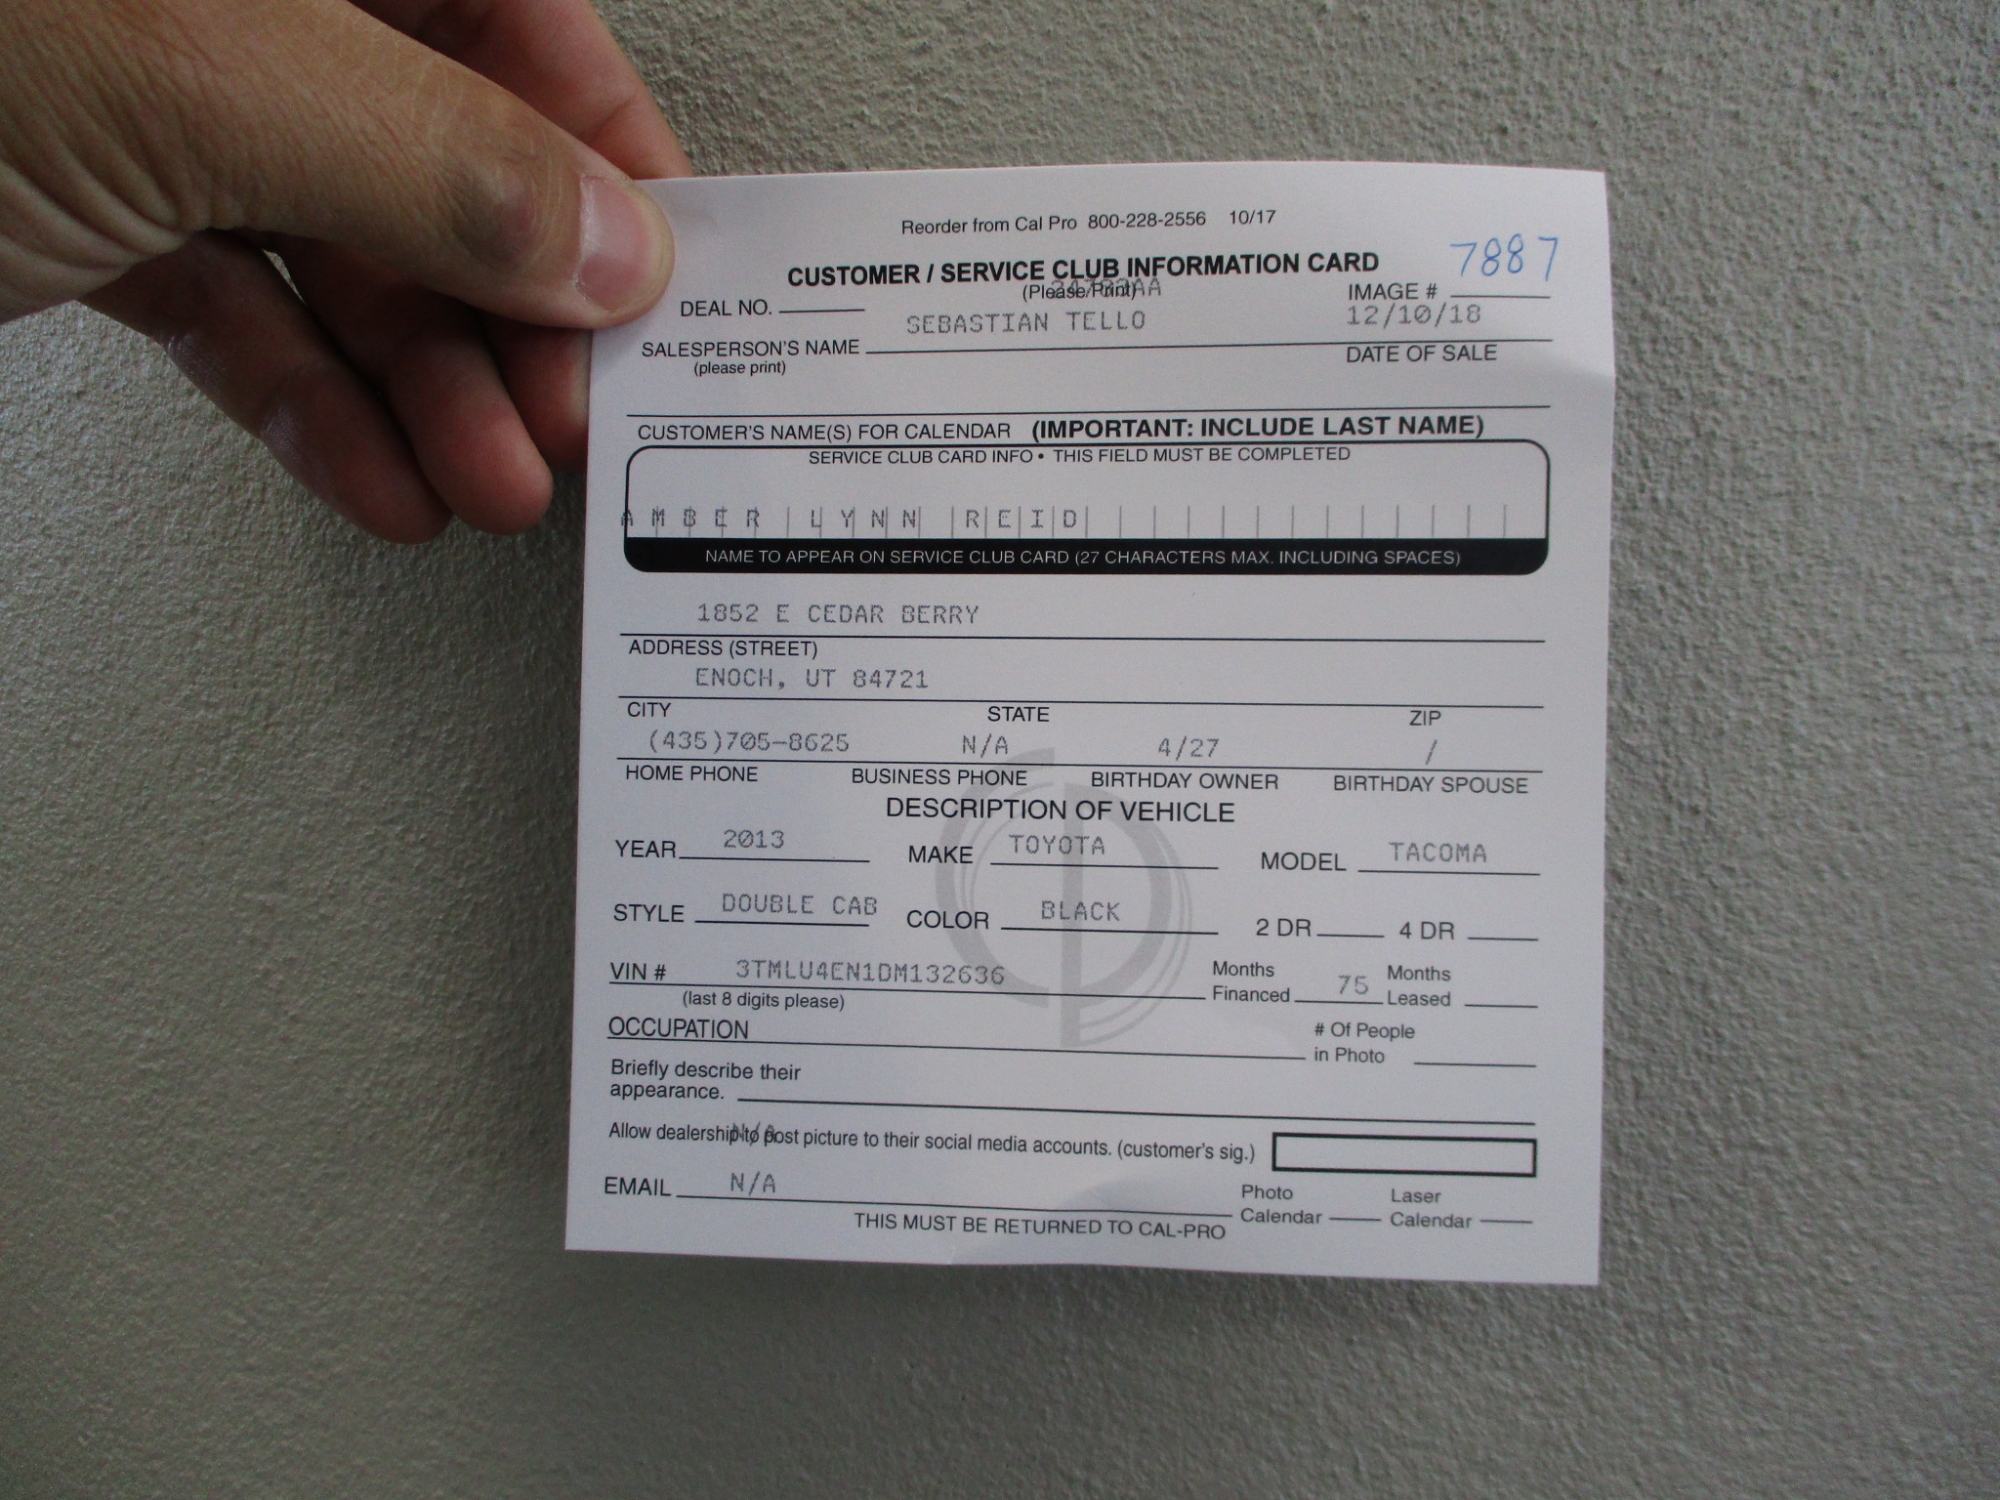 Reorder from Cal Pro 800-228-2556 10/17
CUSTOMER / SERVICE CLUB INFORMATION CARD 7887
(Please Print)
DEAL NO. IMAGE #
SEBASTIAN TELLO 12/10/18
SALESPERSON'S NAME DATE OF SALE
(please print)
CUSTOMER'S NAME(S) FOR CALENDAR (IMPORTANT: INCLUDE LAST NAME)
SERVICE CLUB CARD INFO • THIS FIELD MUST BE COMPLETED
AMBER LYNN REID
NAME TO APPEAR ON SERVICE CLUB CARD (27 CHARACTERS MAX. INCLUDING SPACES)
1852 E CEDAR BERRY
ADDRESS (STREET)
ENOCH, UT 84721
CITY STATE ZIP
(435)705-8625 N/A 4/27 /
HOME PHONE BUSINESS PHONE BIRTHDAY OWNER BIRTHDAY SPOUSE
DESCRIPTION OF VEHICLE
YEAR 2013 MAKE TOYOTA MODEL TACOMA
STYLE DOUBLE CAB COLOR BLACK 2 DR 4 DR
VIN # 3TMLU4EN1DM132636 Months Financed 75 Months Leased
(last 8 digits please)
OCCUPATION # Of People in Photo
Briefly describe their
appearance.
N/A
Allow dealership to post picture to their social media accounts. (customer's sig.)
EMAIL N/A Photo Calendar Laser Calendar
THIS MUST BE RETURNED TO CAL-PRO